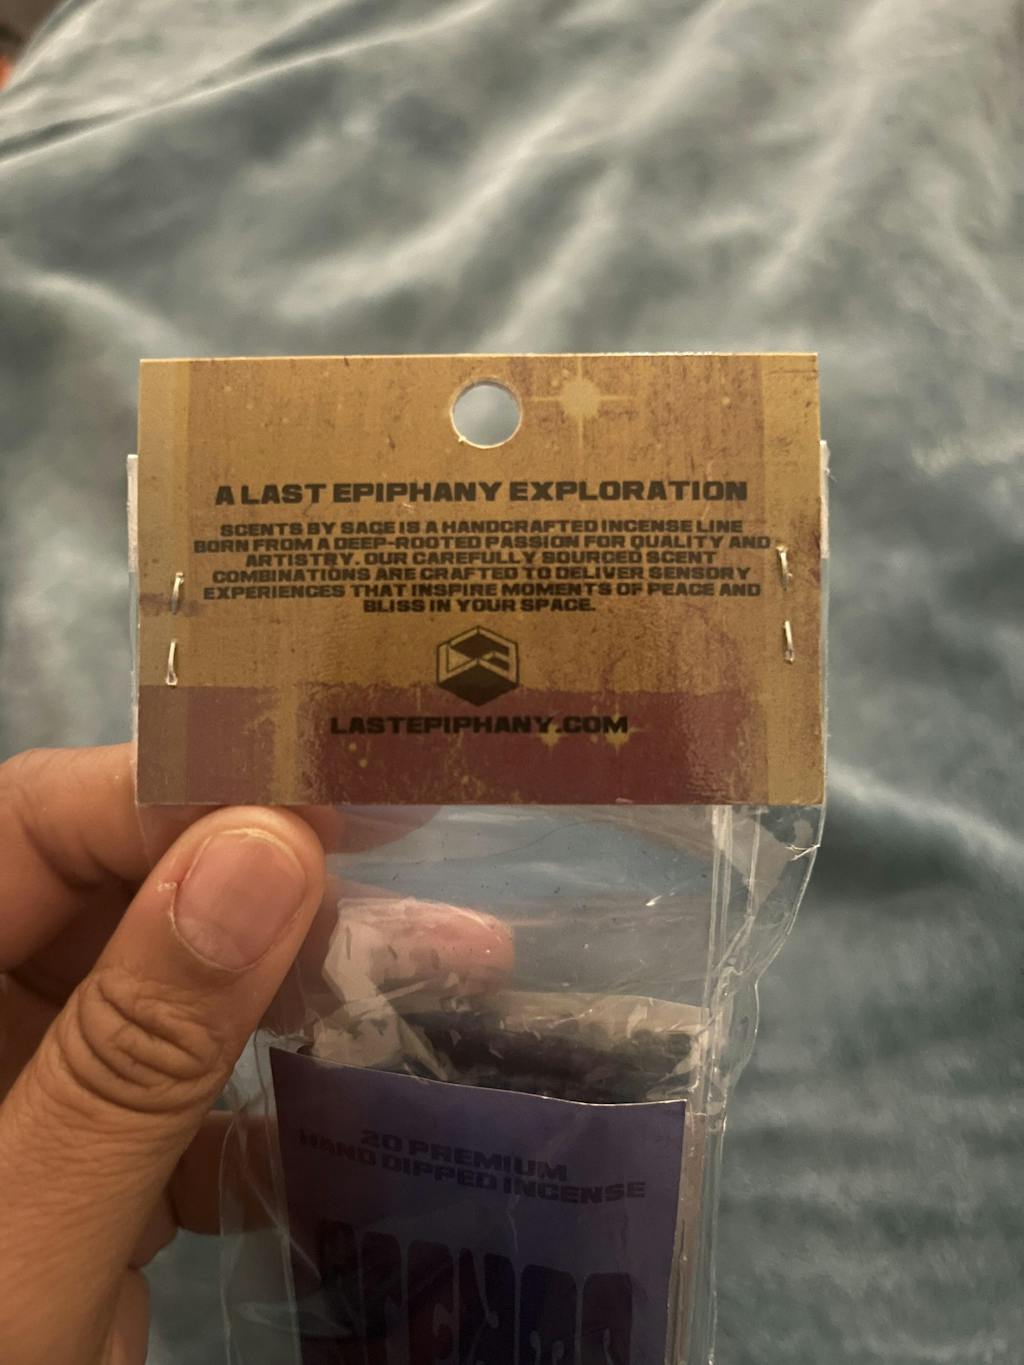 A LAST EPIPHANY EXPLORATION
SCENTS BY SAGE IS A HANDCRAFTED INCENSE LINE
BORN FROM A DEEP-ROOTED PASSION FOR QUALITY AND
ARTISTRY. OUR CAREFULLY SOURCED SCENT
COMBINATIONS ARE CRAFTED TO DELIVER SENSORY
EXPERIENCES THAT INSPIRE MOMENTS OF PEACE AND
BLISS IN YOUR SPACE.
LASTEPIPHANY.COM
20 PREMIUM
HAND DIPPED INCENSE